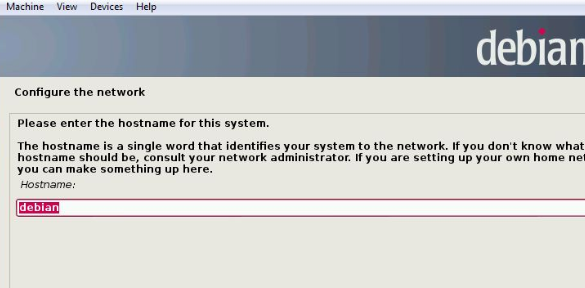 Machine View Devices Help
debian
Configure the network
Please enter the hostname for this system.
The hostname is a single word that identifies your system to the network. If you don't know what
hostname should be, consult your network administrator. If you are setting up your own home
you can make something up here.
Hostname:
debian